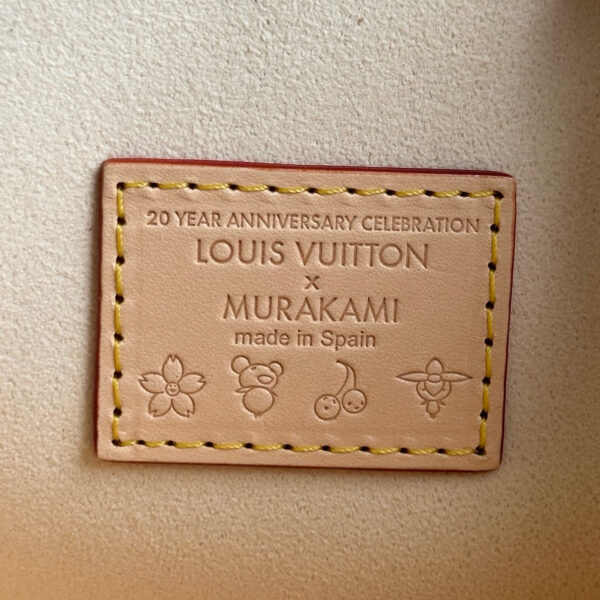 20 YEAR ANNIVERSARY CELEBRATION
LOUIS VUITTON
x
MURAKAMI
made in Spain